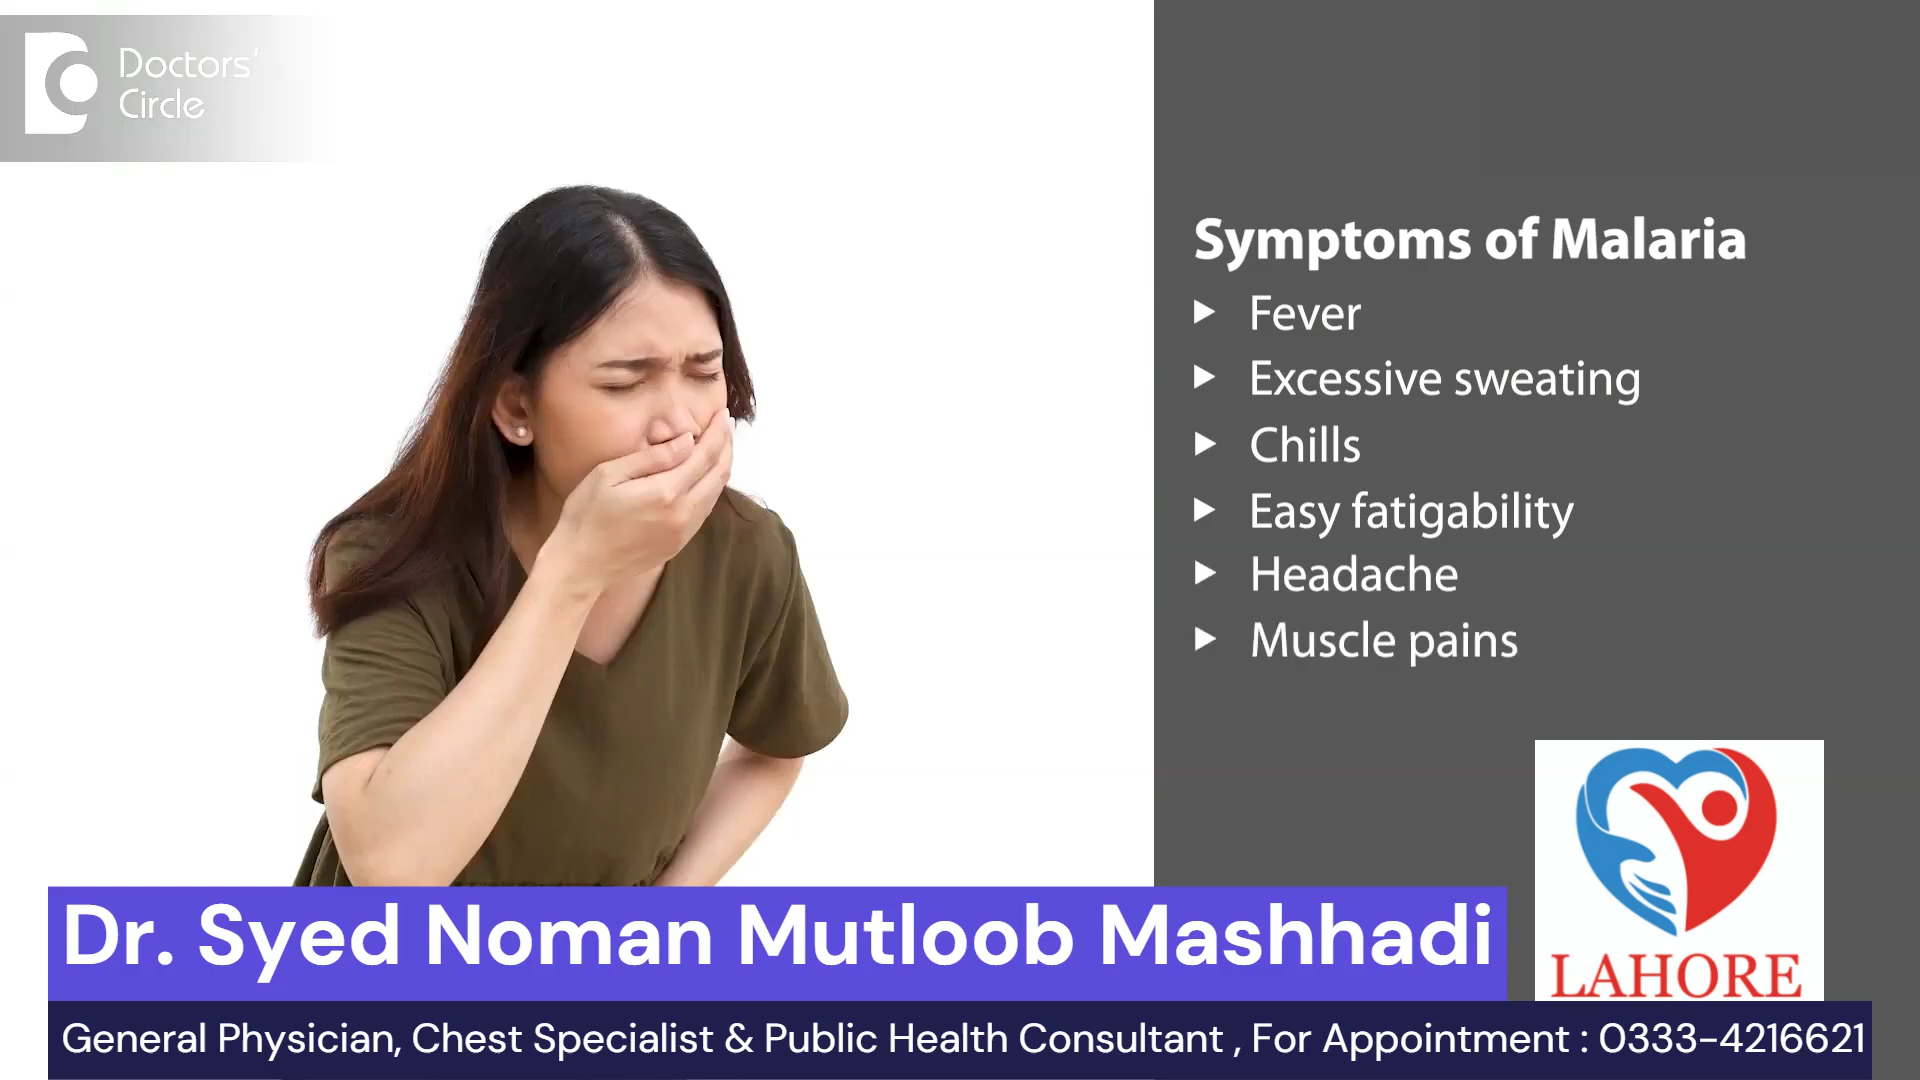 Doctors'
Circle
Symptoms of Malaria
Fever
Excessive sweating
Chills
Easy fatigability
Headache
Muscle pains
LAHORE
Dr. Syed Noman Mutloob Mashhadi
General Physician, Chest Specialist & Public Health Consultant , For Appointment : 0333-4216621